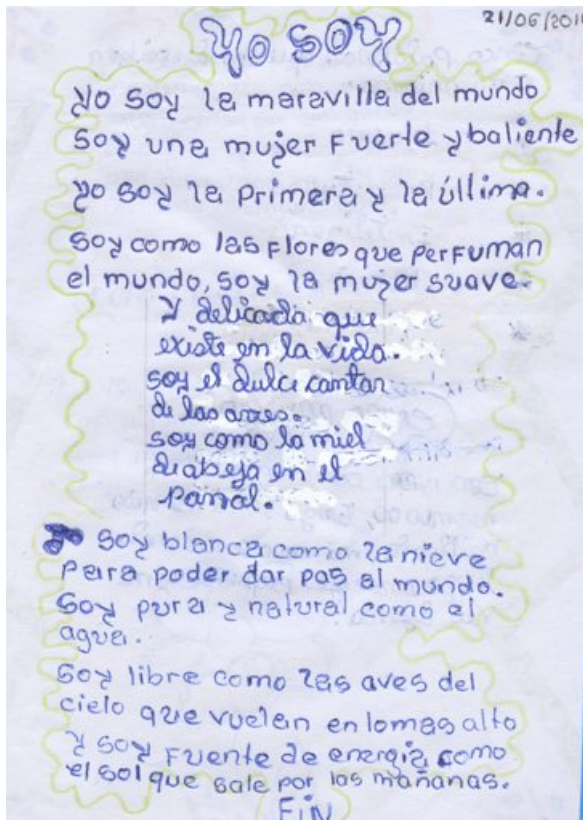 21/06/201
Yo soy
Yo soy la maravilla del mundo
soy una mujer fuerte y baliente
yo soy la primera y la última.
soy como las flores que perfuman
el mundo, soy la mujer suave.
y delicada que
existe en la vida.
soy el dulce cantar
de las aves.
soy como la miel
de abeja en el
panal.
soy blanca como la nieve
para poder dar pas al mundo.
soy pura y natural como el
agua.
soy libre como las aves del
cielo que vuelan en lo mas alto
y soy fuente de energia como
el sol que sale por las mañanas.
Fin